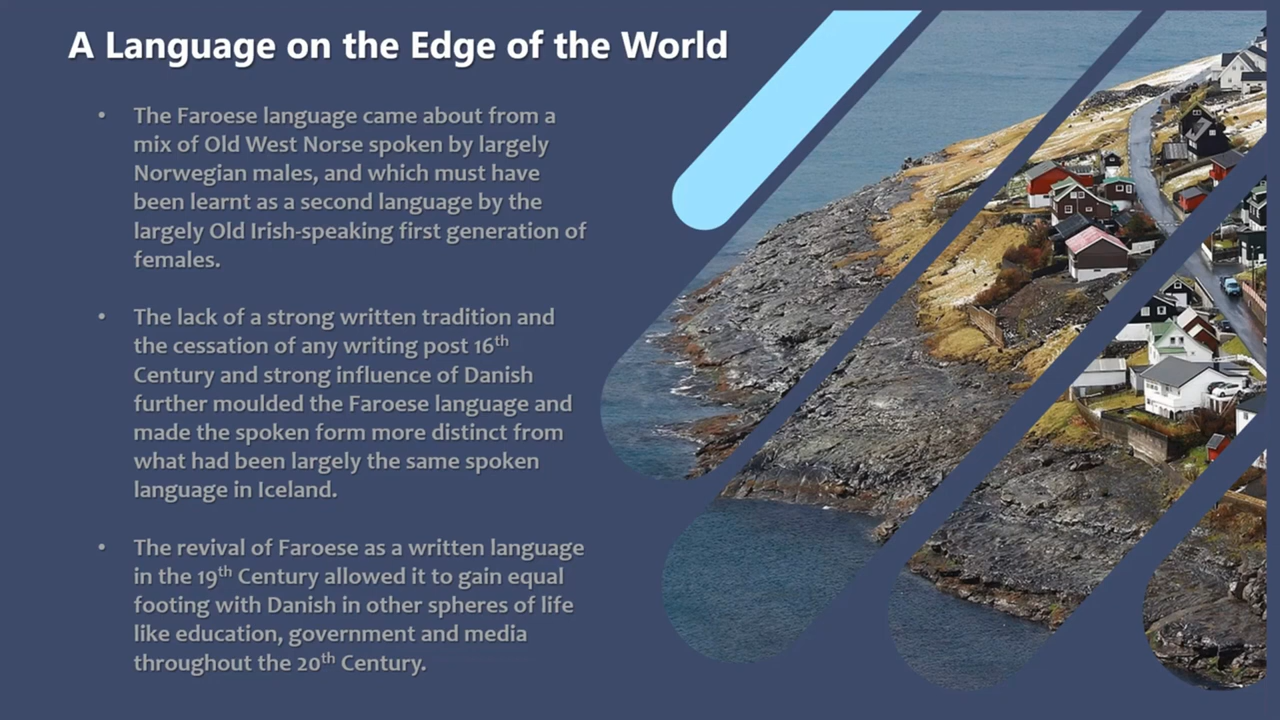 A Language on the Edge of the World
• The Faroese language came about from a
mix of Old West Norse spoken by largely
Norwegian males, and which must have
been learnt as a second language by the
largely Old Irish-speaking first generation of
females.
• The lack of a strong written tradition and
the cessation of any writing post 16th
Century and strong influence of Danish
further moulded the Faroese language and
made the spoken form more distinct from
what had been largely the same spoken
language in Iceland.
• The revival of Faroese as a written language
in the 19th Century allowed it to gain equal
footing with Danish in other spheres of life
like education, government and media
throughout the 20th Century.